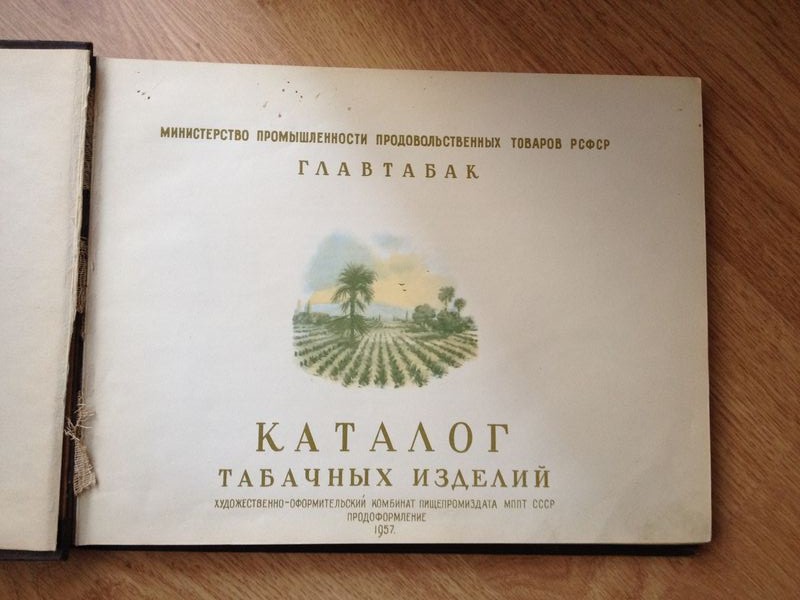 МИНИСТЕРСТВО ПРОМЫШЛЕННОСТИ ПРОДОВОЛЬСТВЕННЫХ ТОВАРОВ РСФСР
ГЛАВТАБАК
КАТАЛОГ
ТАБАЧНЫХ ИЗДЕЛИЙ
ХУДОЖЕСТВЕННО-ОФОРМИТЕЛЬСКИЙ КОМБИНАТ ПИЩЕПРОМИЗДАТА МППТ СССР
ПРОДОФОРМЛЕНИЕ
1957.